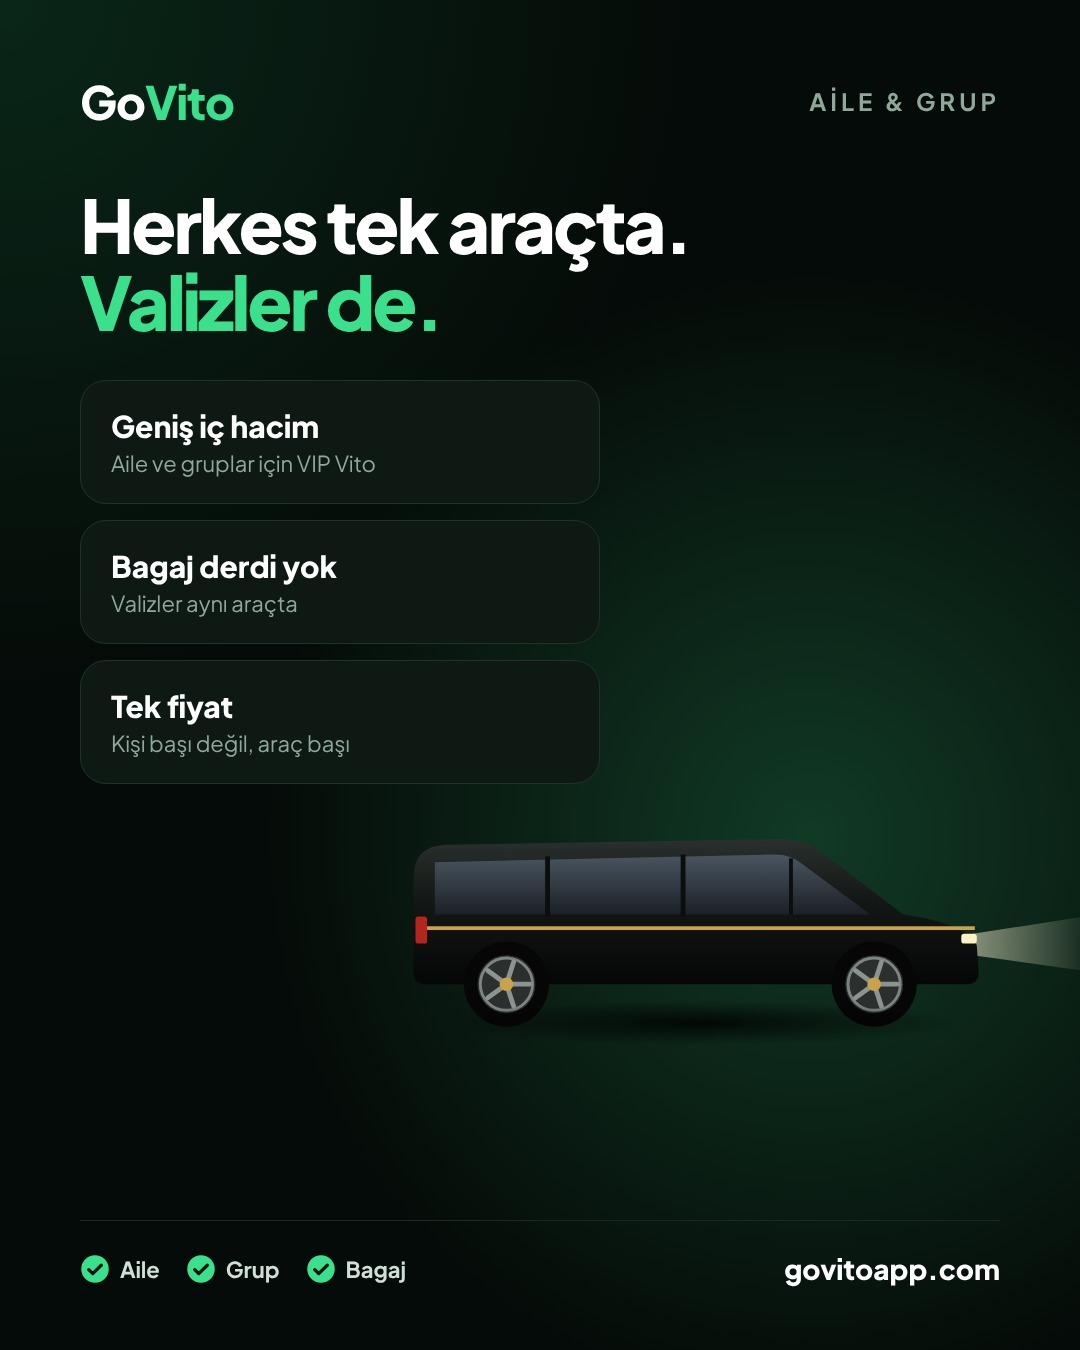 GoVito
AİLE & GRUP
Herkes tek araçta.
Valizler de.
Geniş iç hacim
Aile ve gruplar için VIP Vito
Bagaj derdi yok
Valizler aynı araçta
Tek fiyat
Kişi başı değil, araç başı
Aile Grup Bagaj
govitoapp.com